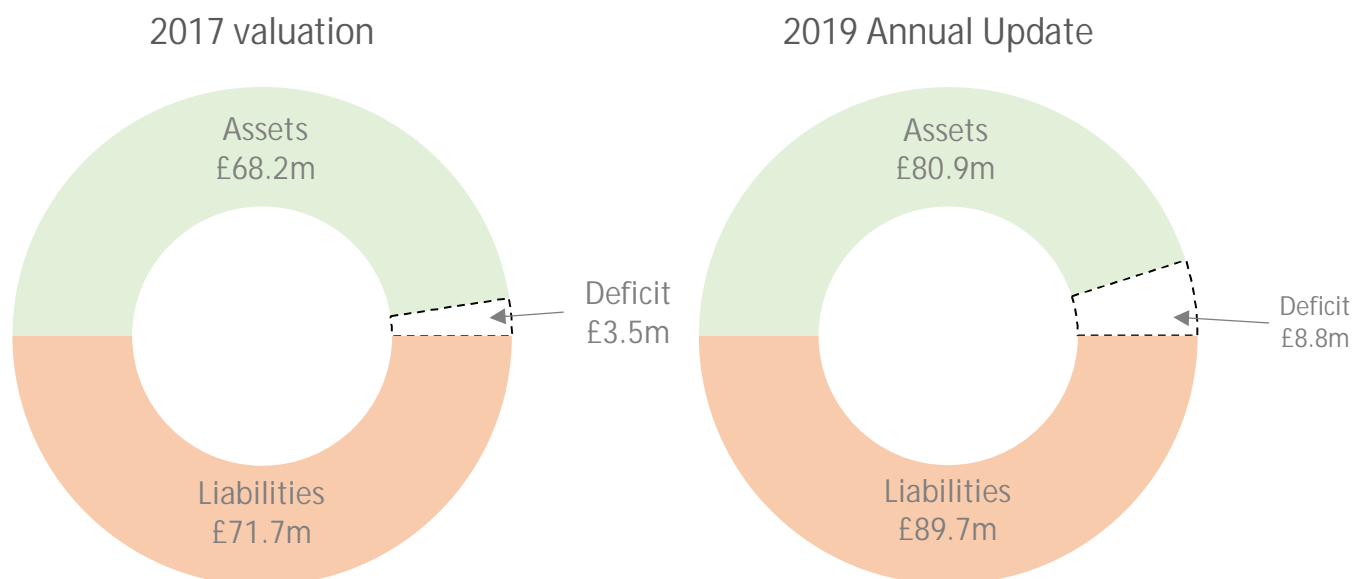 2017 valuation
Assets
£68.2m
Deficit
£3.5m
Liabilities
£71.7m
2019 Annual Update
Assets
£80.9m
Deficit
£8.8m
Liabilities
£89.7m